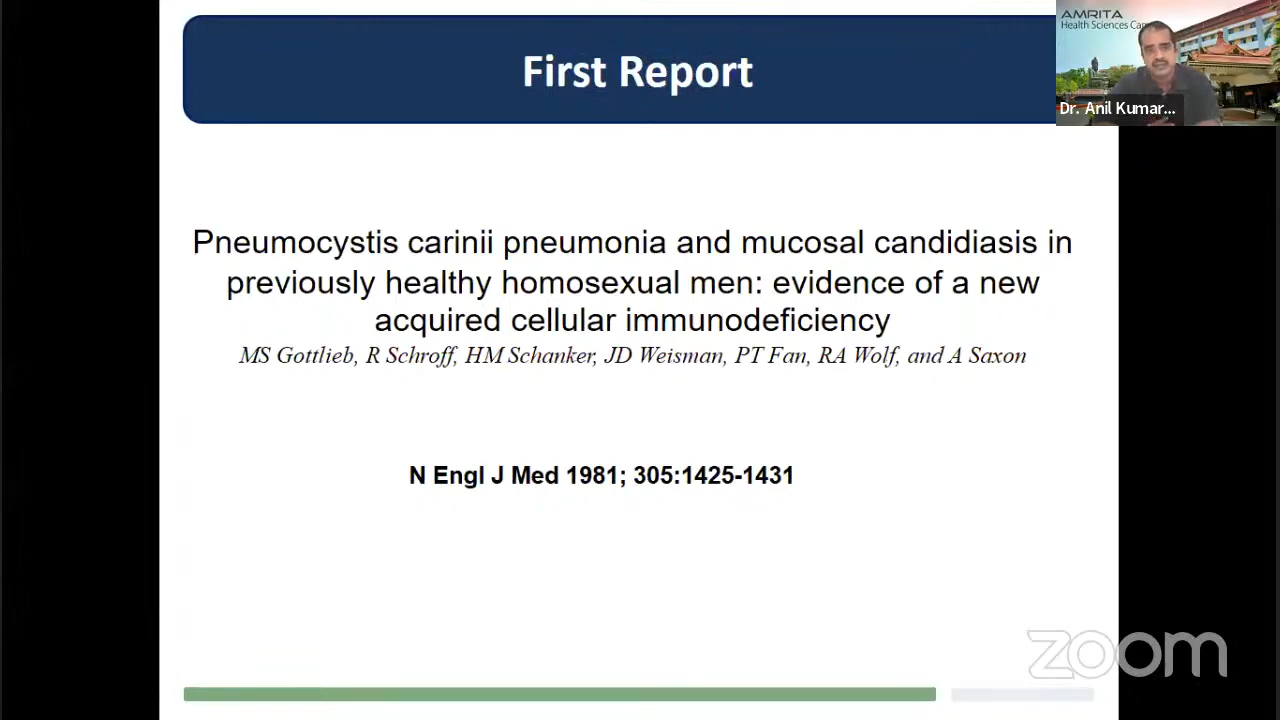 First Report
AMRITA
Health Sciences Cam
Dr. Anil Kumar...
Pneumocystis carinii pneumonia and mucosal candidiasis in
previously healthy homosexual men: evidence of a new
acquired cellular immunodeficiency
MS Gottlieb, R Schroff, HM Schanker, JD Weisman, PT Fan, RA Wolf, and A Saxon
N Engl J Med 1981; 305:1425-1431
zoom